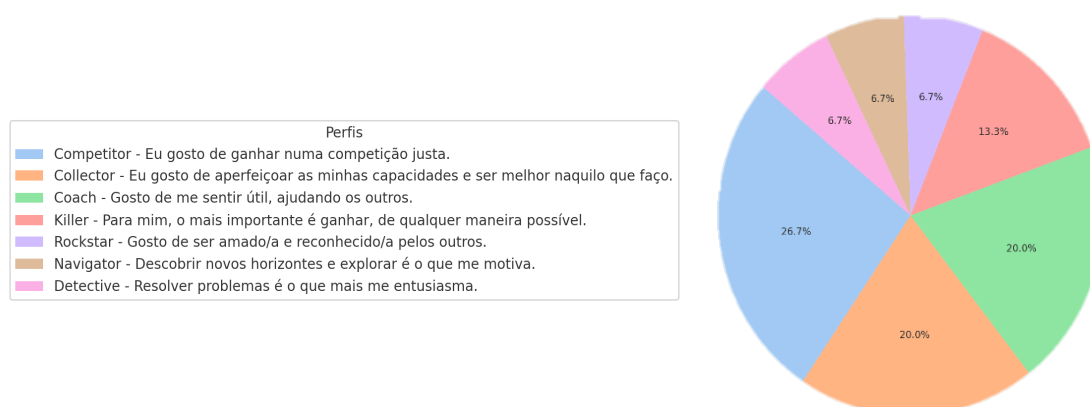 Perfis
Competitor - Eu gosto de ganhar numa competição justa.
Collector - Eu gosto de aperfeiçoar as minhas capacidades e ser melhor naquilo que faço.
Coach - Gosto de me sentir útil, ajudando os outros.
Killer - Para mim, o mais importante é ganhar, de qualquer maneira possível.
Rockstar - Gosto de ser amado/a e reconhecido/a pelos outros.
Navigator - Descobrir novos horizontes e explorar é o que me motiva.
Detective - Resolver problemas é o que mais me entusiasma.
6.7%
6.7%
6.7%
13.3%
26.7%
20.0%
20.0%